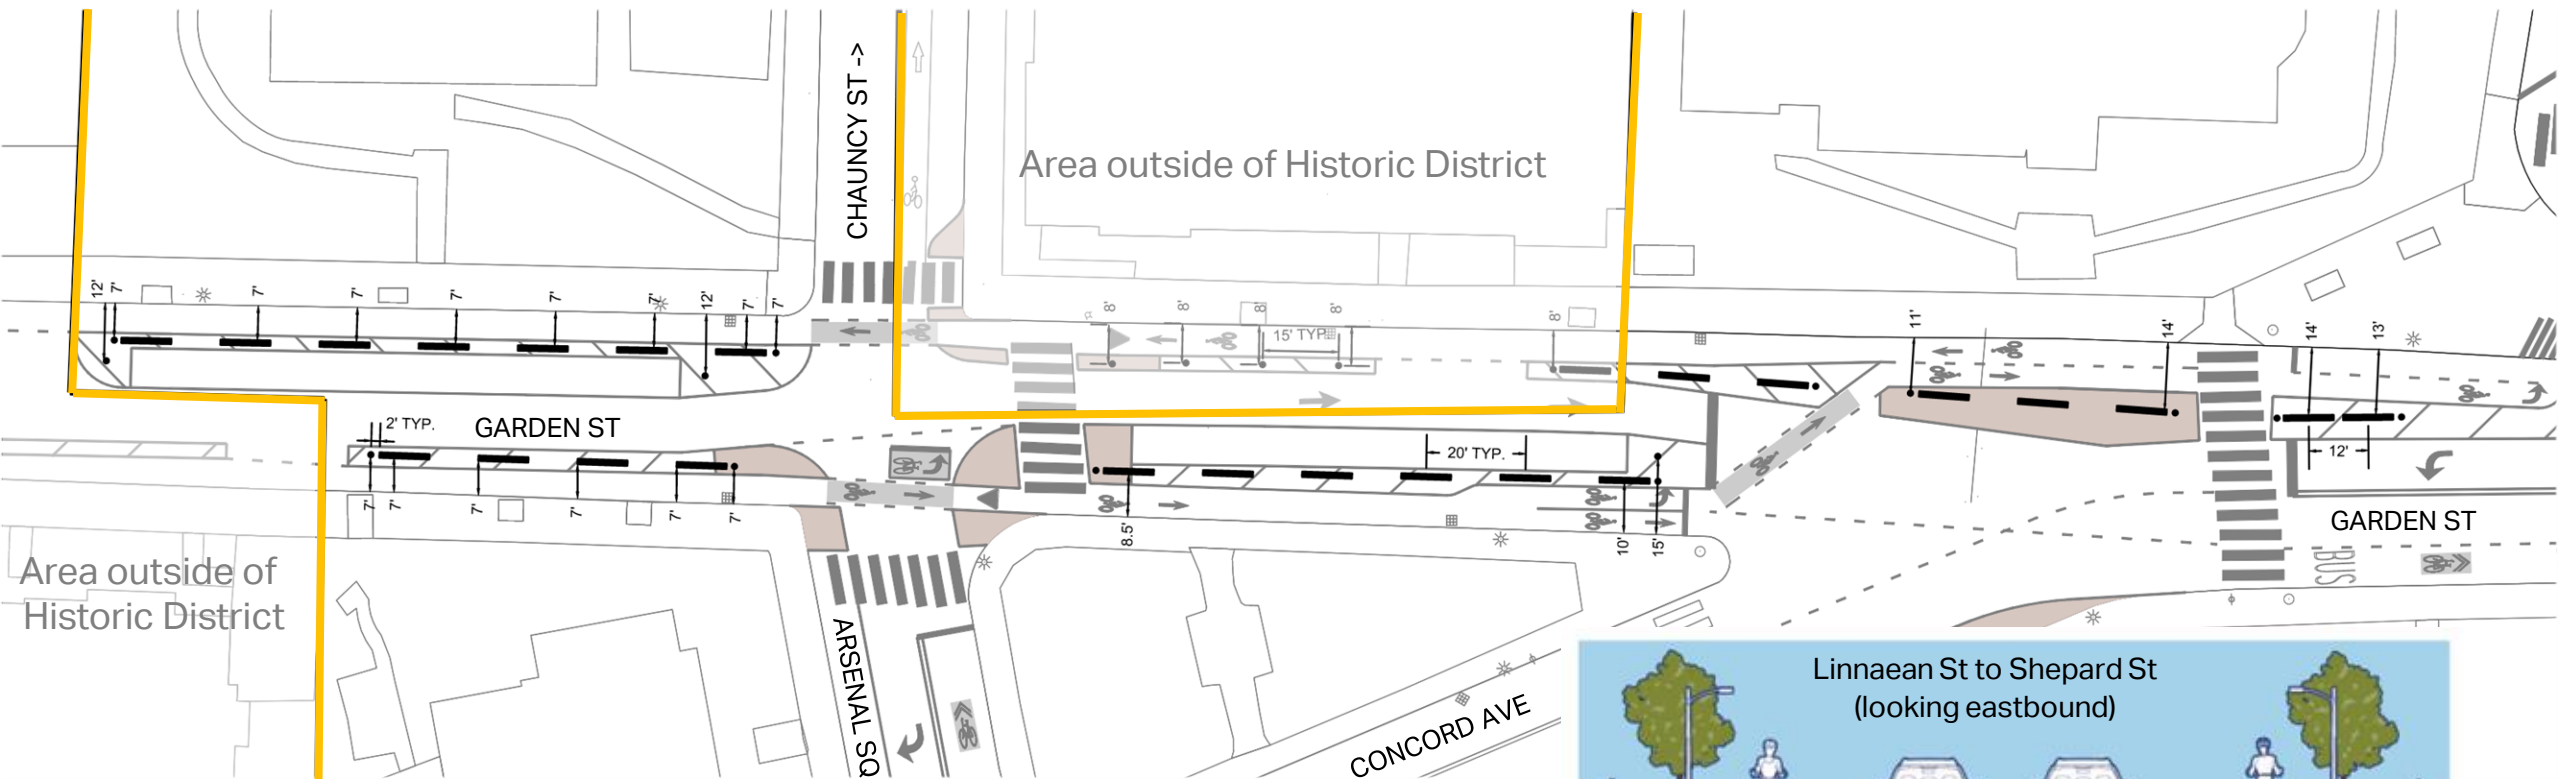 CHAUNCY ST ->
Area outside of Historic District
12'
7'
7'
7'
7'
7'
7'
12'
7'
7'
8'
8'
8'
8'
8'
15' TYP.
11'
14'
14'
13'
2' TYP.
GARDEN ST
20' TYP.
12'
7'
7'
7'
7'
7'
7'
8.5'
10'
15'
GARDEN ST
BUS
Area outside of
Historic District
ARSENAL SQ
CONCORD AVE
Linnaean St to Shepard St
(looking eastbound)